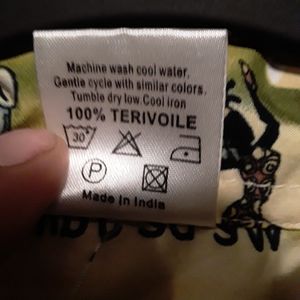 Machine wash cool water.
Gentle cycle with similar colors.
Tumble dry low. Cool iron
100% TERIVOILE
30°
P
Made In India